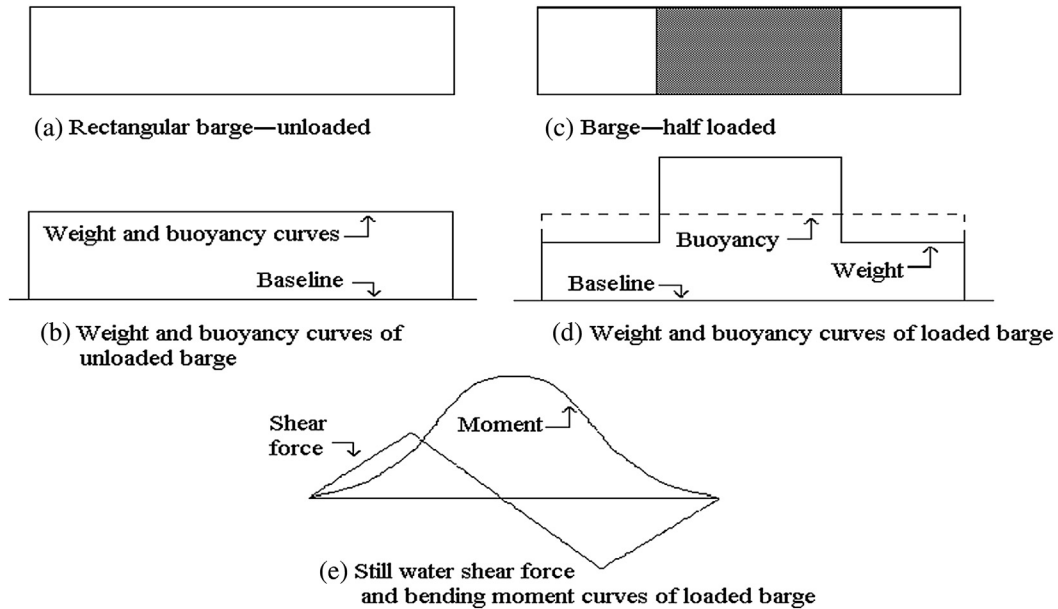 (a) Rectangular barge—unloaded
(c) Barge—half loaded
Weight and buoyancy curves
Baseline
Buoyancy
Weight
Baseline
(b) Weight and buoyancy curves of
unloaded barge
(d) Weight and buoyancy curves of loaded barge
Shear
force
Moment
(e) Still water shear force
and bending moment curves of loaded barge